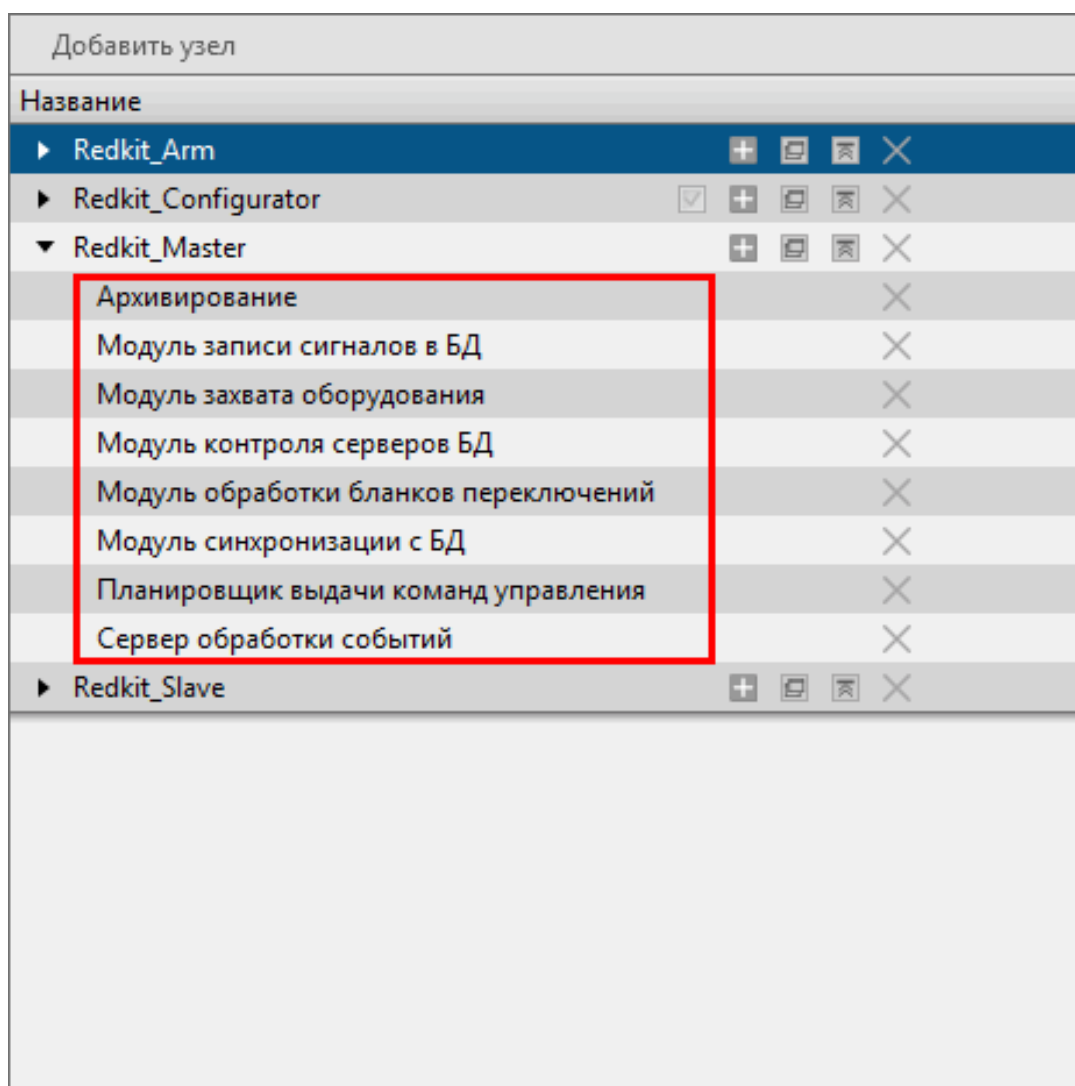 Добавить узел
Название
Redkit_Arm
Redkit_Configurator
Redkit_Master
Архивирование
Модуль записи сигналов в БД
Модуль захвата оборудования
Модуль контроля серверов БД
Модуль обработки бланков переключений
Модуль синхронизации с БД
Планировщик выдачи команд управления
Сервер обработки событий
Redkit_Slave